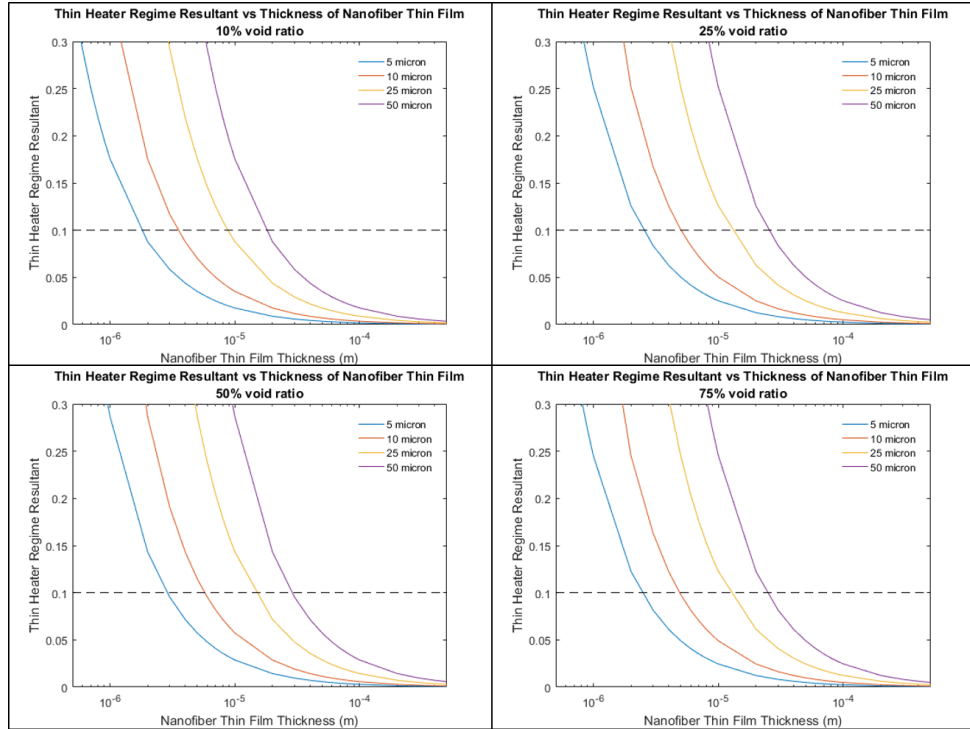 Thin Heater Regime Resultant vs Thickness of Nanofiber Thin Film
10% void ratio
0.3
0.25
0.2
0.15
0.1
0.05
0
Thin Heater Regime Resultant
5 micron
10 micron
25 micron
50 micron
10-6
10-5
10-4
Nanofiber Thin Film Thickness (m)
Thin Heater Regime Resultant vs Thickness of Nanofiber Thin Film
25% void ratio
0.3
0.25
0.2
0.15
0.1
0.05
0
Thin Heater Regime Resultant
5 micron
10 micron
25 micron
50 micron
10-6
10-5
10-4
Nanofiber Thin Film Thickness (m)
Thin Heater Regime Resultant vs Thickness of Nanofiber Thin Film
50% void ratio
0.3
0.25
0.2
0.15
0.1
0.05
0
Thin Heater Regime Resultant
5 micron
10 micron
25 micron
50 micron
10-6
10-5
10-4
Nanofiber Thin Film Thickness (m)
Thin Heater Regime Resultant vs Thickness of Nanofiber Thin Film
75% void ratio
0.3
0.25
0.2
0.15
0.1
0.05
0
Thin Heater Regime Resultant
5 micron
10 micron
25 micron
50 micron
10-6
10-5
10-4
Nanofiber Thin Film Thickness (m)